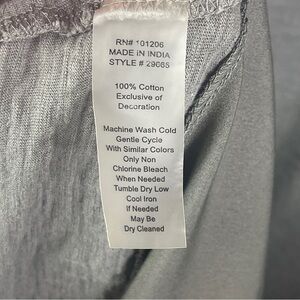 RN# 101206
MADE IN INDIA
STYLE # 29665
100% Cotton
Exclusive of
Decoration
Machine Wash Cold
Gentle Cycle
With Similar Colors
Only Non
Chlorine Bleach
When Needed
Tumble Dry Low
Cool Iron
If Needed
May Be
Dry Cleaned